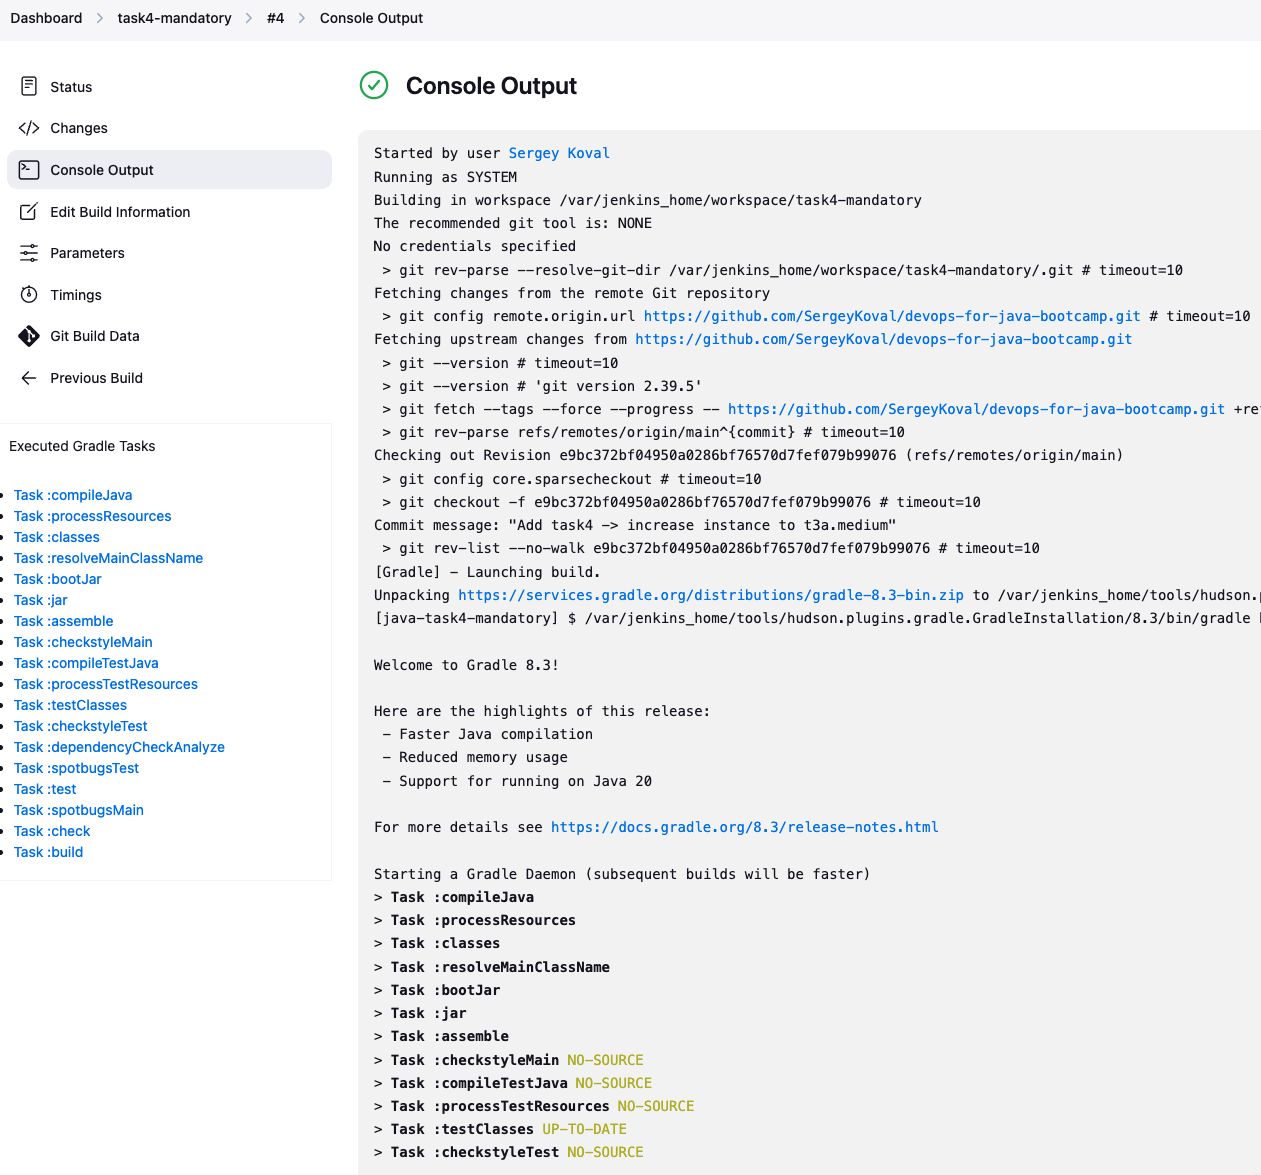 Dashboard > task4-mandatory > #4 > Console Output
Status
Changes
Console Output
Edit Build Information
Parameters
Timings
Git Build Data
Previous Build
Executed Gradle Tasks
Task :compileJava
Task :processResources
Task :classes
Task :resolveMainClassName
Task :bootJar
Task :jar
Task :assemble
Task :checkstyleMain
Task :compileTestJava
Task :processTestResources
Task :testClasses
Task :checkstyleTest
Task :dependencyCheckAnalyze
Task :spotbugsTest
Task :test
Task :spotbugsMain
Task :check
Task :build
Console Output
Started by user Sergey Koval
Running as SYSTEM
Building in workspace /var/jenkins_home/workspace/task4-mandatory
The recommended git tool is: NONE
No credentials specified
> git rev-parse --resolve-git-dir /var/jenkins_home/workspace/task4-mandatory/.git # timeout=10
Fetching changes from the remote Git repository
> git config remote.origin.url https://github.com/SergeyKoval/devops-for-java-bootcamp.git # timeout=10
Fetching upstream changes from https://github.com/SergeyKoval/devops-for-java-bootcamp.git
> git --version # timeout=10
> git --version # 'git version 2.39.5'
> git fetch --tags --force --progress -- https://github.com/SergeyKoval/devops-for-java-bootcamp.git +ref
> git rev-parse refs/remotes/origin/main^{commit} # timeout=10
Checking out Revision e9bc372bf04950a0286bf76570d7fef079b99076 (refs/remotes/origin/main)
> git config core.sparsecheckout # timeout=10
> git checkout -f e9bc372bf04950a0286bf76570d7fef079b99076 # timeout=10
Commit message: "Add task4 -> increase instance to t3a.medium"
> git rev-list --no-walk e9bc372bf04950a0286bf76570d7fef079b99076 # timeout=10
[Gradle] - Launching build.
Unpacking https://services.gradle.org/distributions/gradle-8.3-bin.zip to /var/jenkins_home/tools/hudson.p
[java-task4-mandatory] $ /var/jenkins_home/tools/hudson.plugins.gradle.GradleInstallation/8.3/bin/gradle
Welcome to Gradle 8.3!
Here are the highlights of this release:
- Faster Java compilation
- Reduced memory usage
- Support for running on Java 20
For more details see https://docs.gradle.org/8.3/release-notes.html
Starting a Gradle Daemon (subsequent builds will be faster)
> Task :compileJava
> Task :processResources
> Task :classes
> Task :resolveMainClassName
> Task :bootJar
> Task :jar
> Task :assemble
> Task :checkstyleMain NO-SOURCE
> Task :compileTestJava NO-SOURCE
> Task :processTestResources NO-SOURCE
> Task :testClasses UP-TO-DATE
> Task :checkstyleTest NO-SOURCE